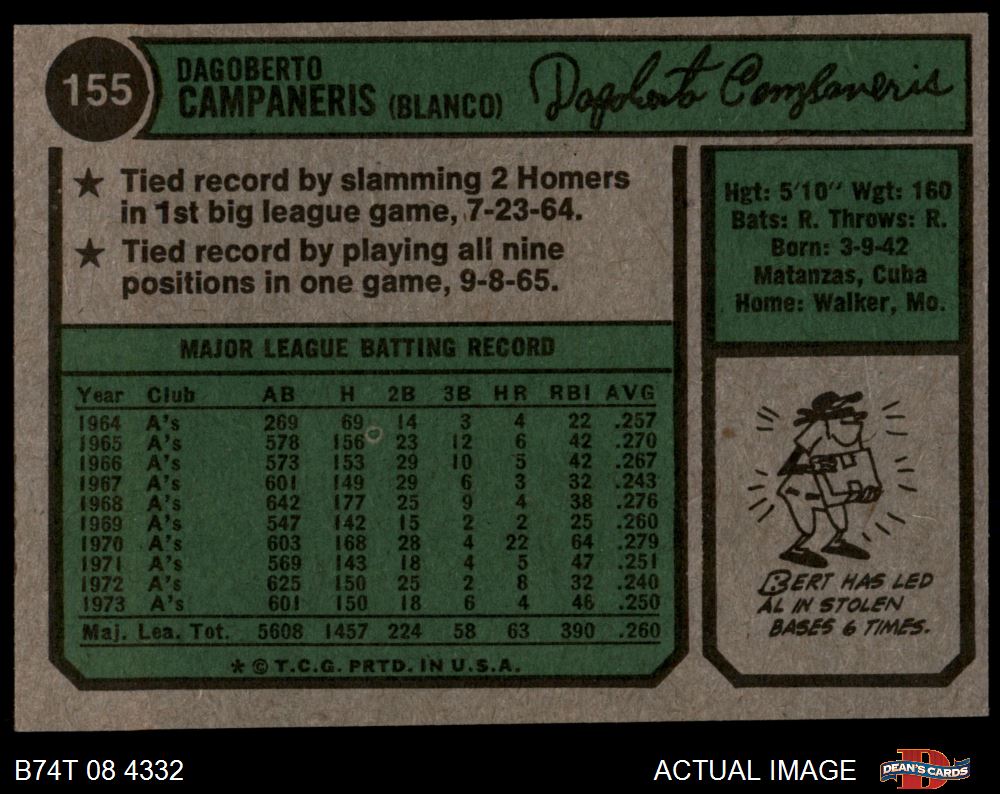 155
DAGOBERTO
CAMPANERIS (BLANCO)
Dagoberto Campaneris
★ Tied record by slamming 2 Homers
in 1st big league game, 7-23-64.
★ Tied record by playing all nine
positions in one game, 9-8-65.
Hgt: 5'10" Wgt: 160
Bats: R. Throws: R.
Born: 3-9-42
Matanzas, Cuba
Home: Walker, Mo.
MAJOR LEAGUE BATTING RECORD
Year Club AB H 2B 3B HR RBI AVG
1964 A's 269 69 14 3 4 22 .257
1965 A's 578 156 23 12 6 42 .270
1966 A's 573 153 29 10 5 42 .267
1967 A's 601 149 29 6 3 32 .243
1968 A's 642 177 25 9 4 38 .276
1969 A's 547 142 15 2 2 25 .260
1970 A's 603 168 28 4 22 64 .279
1971 A's 569 143 18 4 5 47 .251
1972 A's 625 150 25 2 8 32 .240
1973 A's 601 150 18 6 4 46 .250
Maj. Lea. Tot. 5608 1457 224 58 63 390 .260
* © T.C.G. PRTD. IN U.S.A.
BERT HAS LED
AL IN STOLEN
BASES 6 TIMES.
B74T 08 4332
ACTUAL IMAGE
D
DEAN'S CARDS